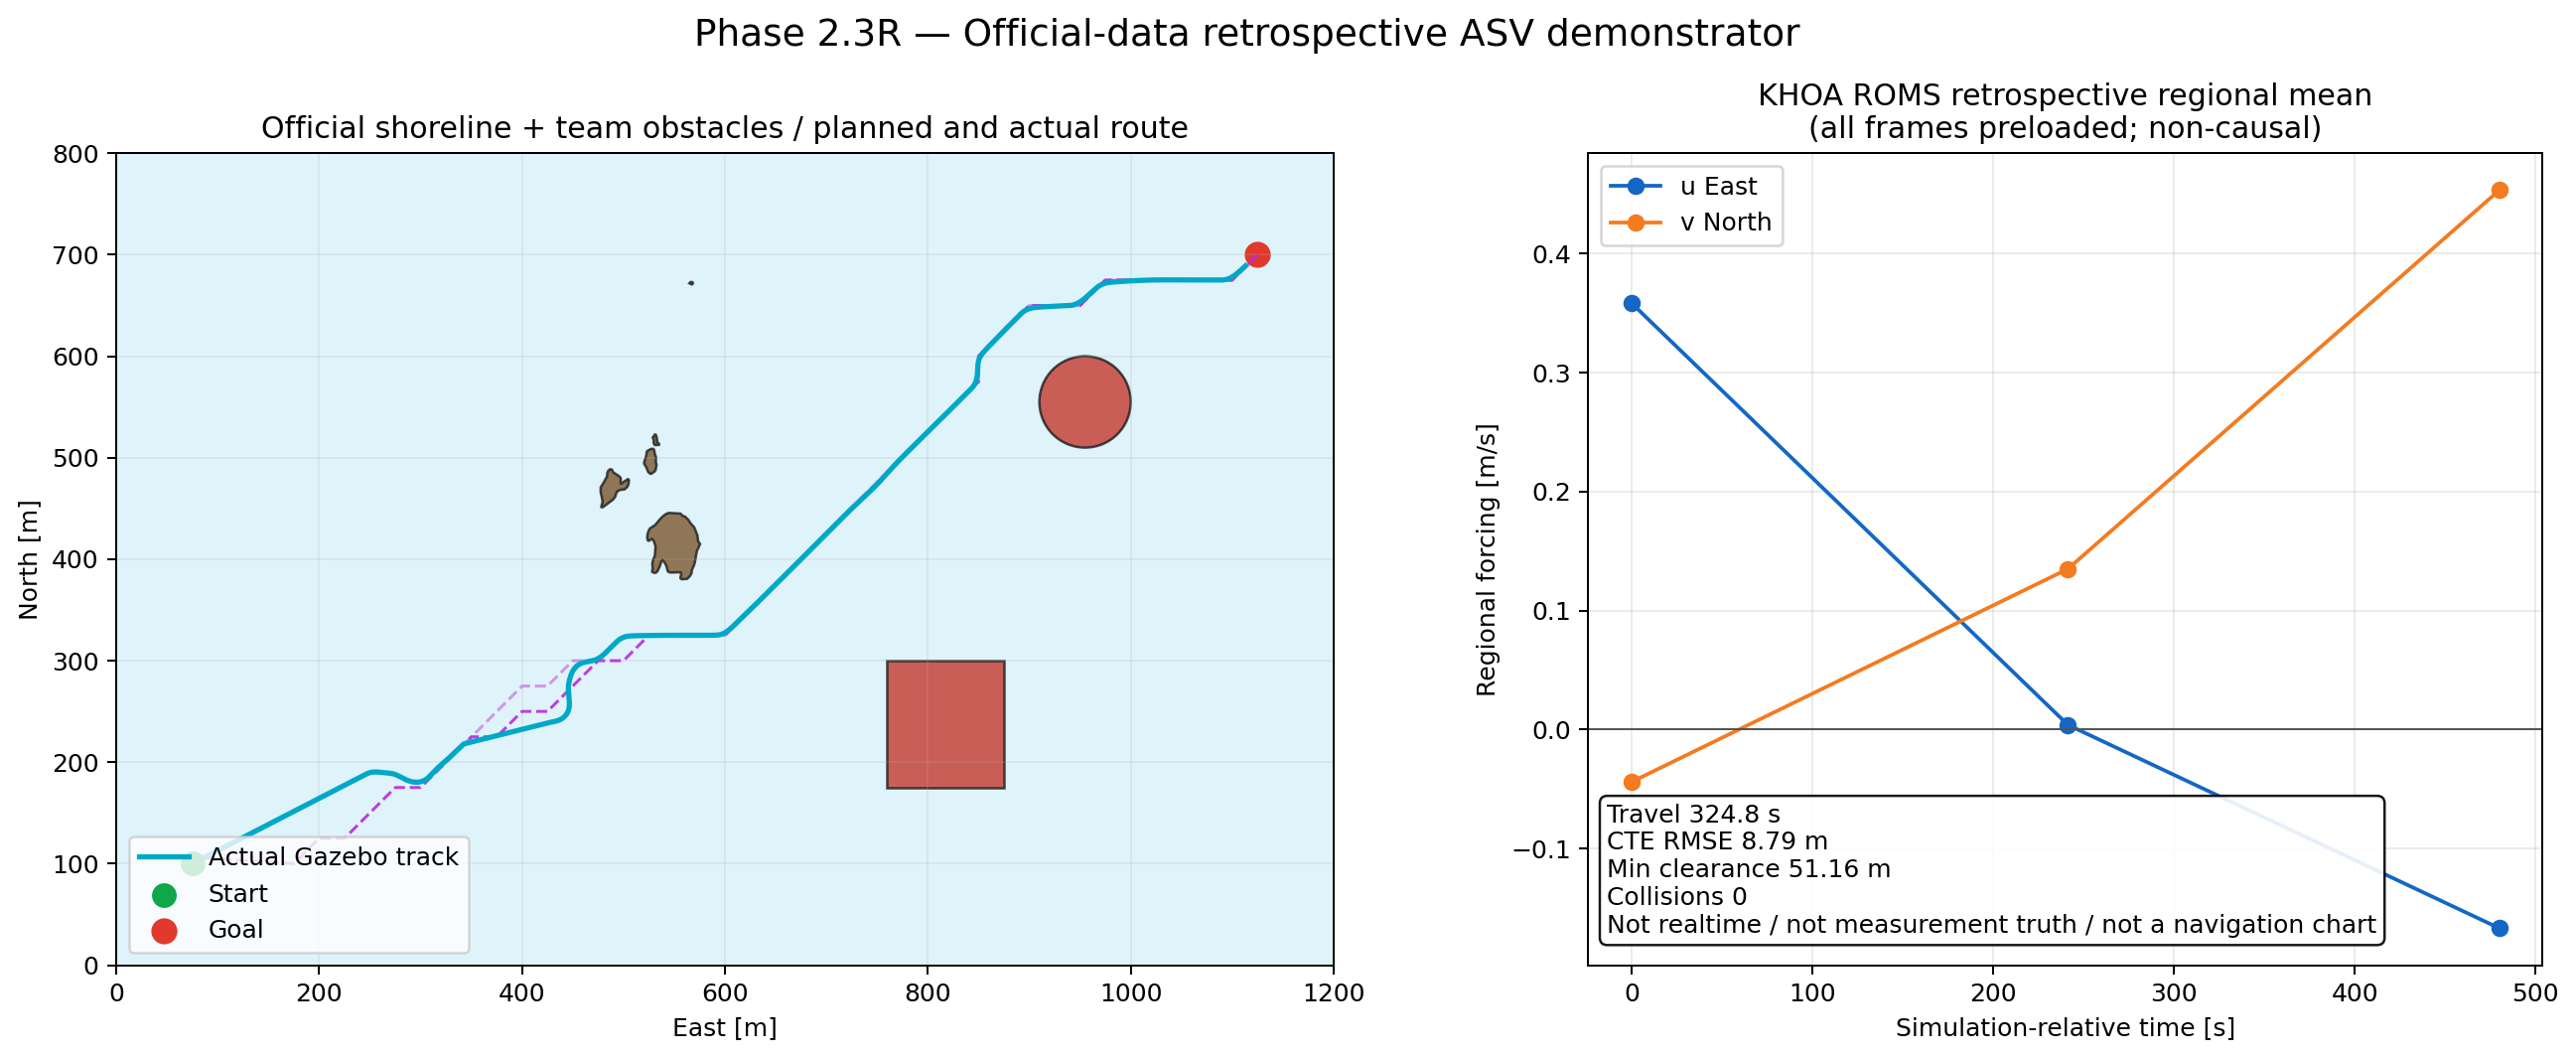 Phase 2.3R — Official-data retrospective ASV demonstrator
Official shoreline + team obstacles / planned and actual route
800
700
600
500
400
300
200
100
0
North [m]
0
200
400
600
800
1000
1200
East [m]
Actual Gazebo track
Start
Goal
KHOA ROMS retrospective regional mean
(all frames preloaded; non-causal)
u East
v North
0.4
0.3
0.2
0.1
0.0
−0.1
Regional forcing [m/s]
Travel 324.8 s
CTE RMSE 8.79 m
Min clearance 51.16 m
Collisions 0
Not realtime / not measurement truth / not a navigation chart
0
100
200
300
400
500
Simulation-relative time [s]